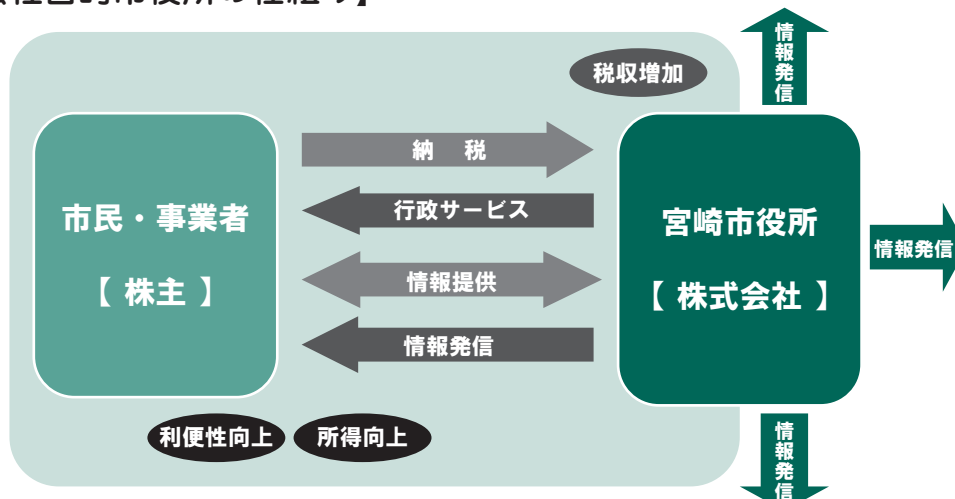 税収増加
情報発信
納 税
行政サービス
情報提供
情報発信
市民・事業者
【 株主 】
宮崎市役所
【 株式会社 】
情報発信
利便性向上
所得向上
情報発信